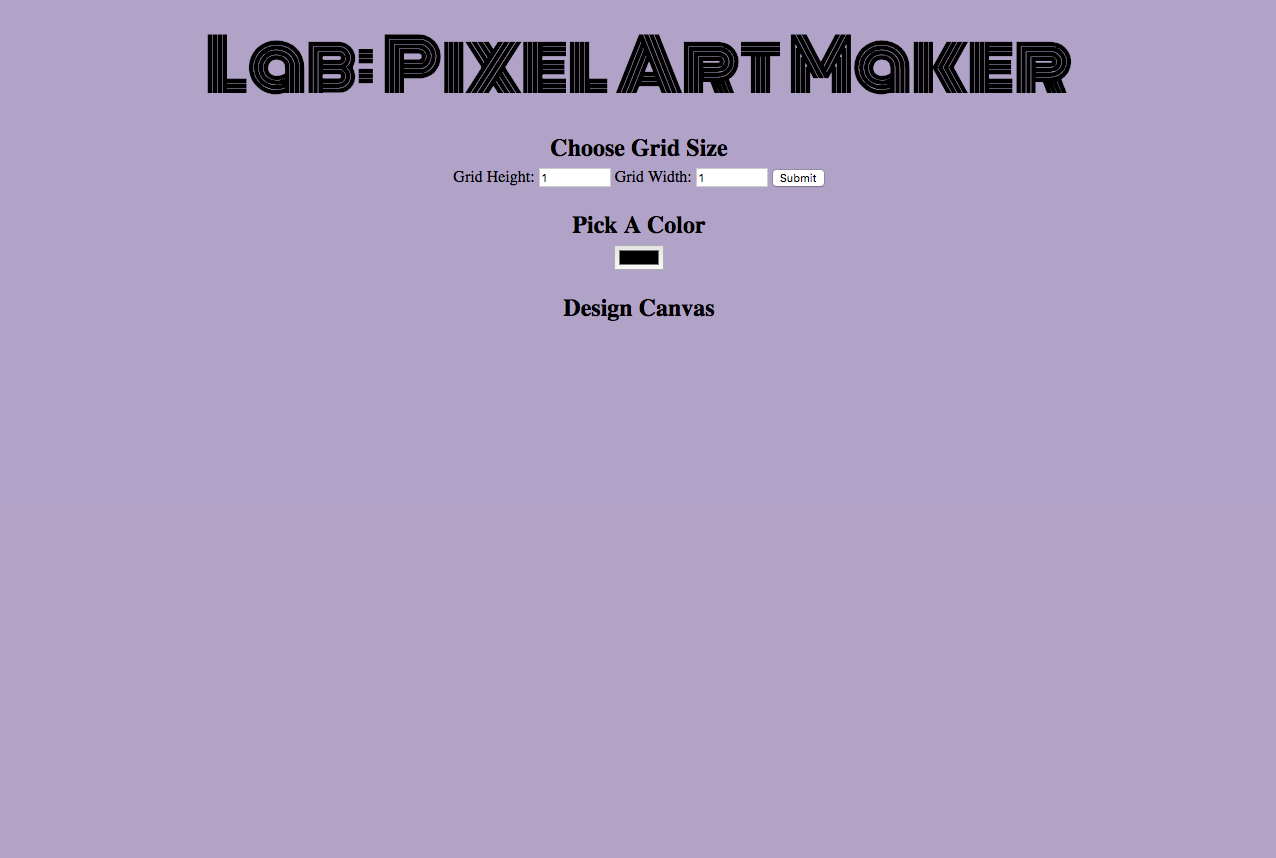 Lab: Pixel Art Maker
Choose Grid Size
Grid Height: 1 Grid Width: 1 Submit
Pick A Color
Design Canvas